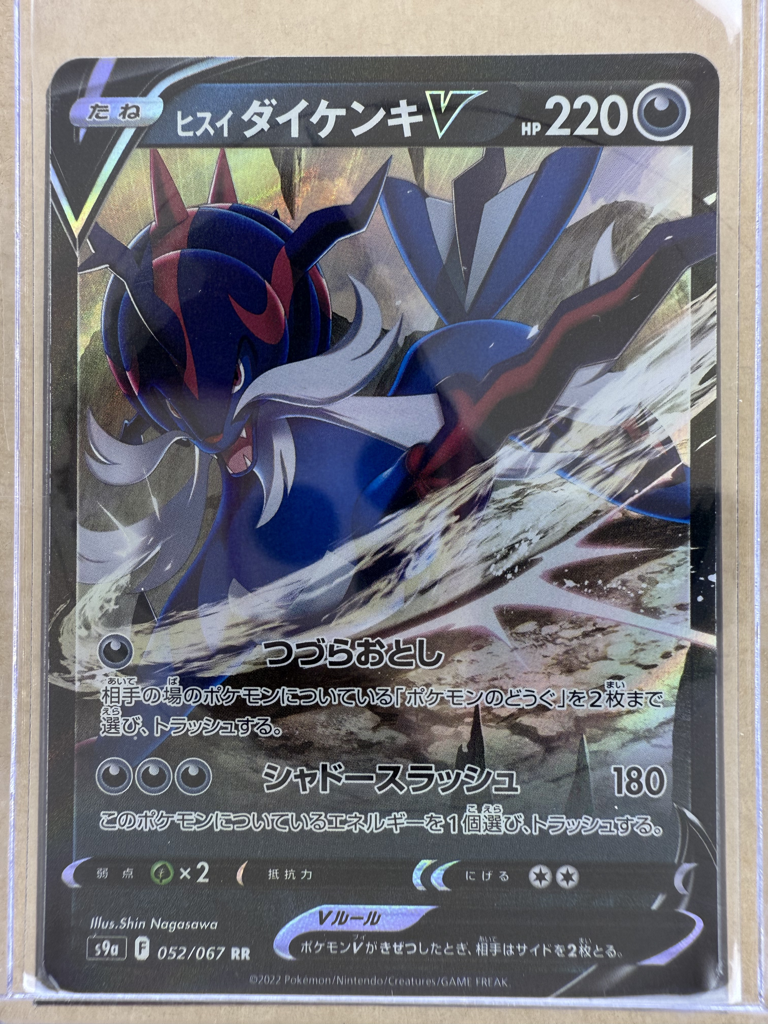 たね
ヒスイ ダイケンキV HP 220
つづらおとし
相手の場のポケモンについている「ポケモンのどうぐ」を2枚まで
選び、トラッシュする。
シャドースラッシュ 180
このポケモンについているエネルギーを1個選び、トラッシュする。
弱点 ×2 抵抗力 にげる
Illus.Shin Nagasawa
Vルール
s9a F 052/067 RR
ポケモンVがきぜつしたとき、相手はサイドを2枚とる。
©2022 Pokémon/Nintendo/Creatures/GAME FREAK.